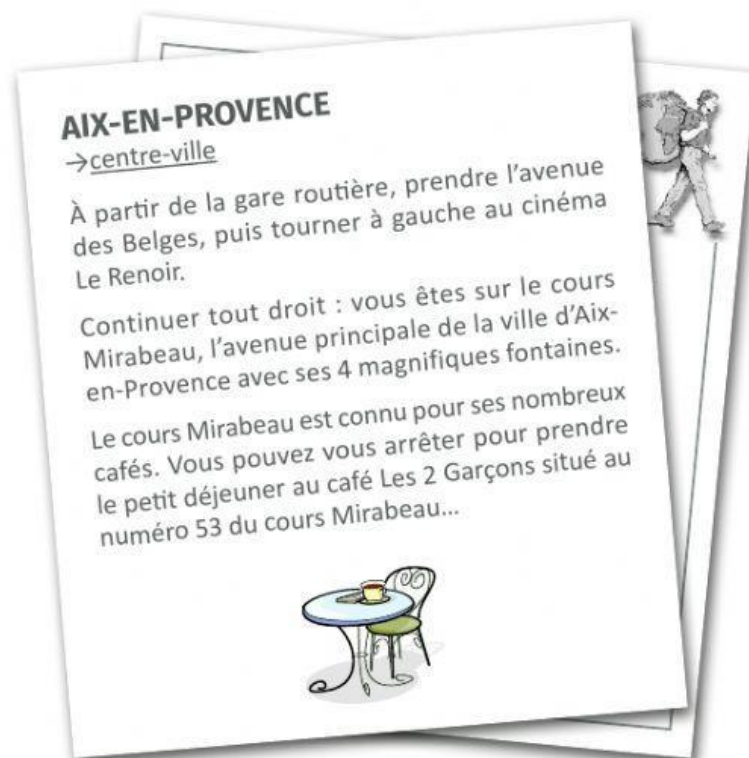 AIX-EN-PROVENCE
→centre-ville
À partir de la gare routière, prendre l'avenue
des Belges, puis tourner à gauche au cinéma
Le Renoir.
Continuer tout droit : vous êtes sur le cours
Mirabeau, l'avenue principale de la ville d'Aix-
en-Provence avec ses 4 magnifiques fontaines.
Le cours Mirabeau est connu pour ses nombreux
cafés. Vous pouvez vous arrêter pour prendre
le petit déjeuner au café Les 2 Garçons situé au
numéro 53 du cours Mirabeau...